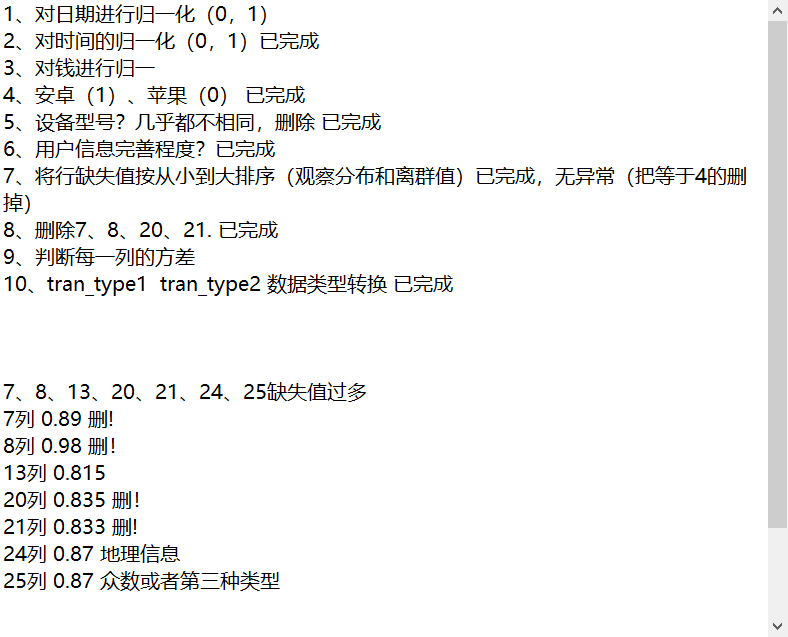 1、对日期进行归一化（0，1）
2、对时间的归一化（0，1）已完成
3、对钱进行归一
4、安卓（1）、苹果（0） 已完成
5、设备型号？几乎都不相同，删除 已完成
6、用户信息完善程度？已完成
7、将行缺失值按从小到大排序（观察分布和离群值）已完成，无异常（把等于4的删
掉）
8、删除7、8、20、21. 已完成
9、判断每一列的方差
10、tran_type1  tran_type2 数据类型转换 已完成
7、8、13、20、21、24、25缺失值过多
7列 0.89 删!
8列 0.98 删！
13列 0.815
20列 0.835 删！
21列 0.833 删!
24列 0.87 地理信息
25列 0.87 众数或者第三种类型